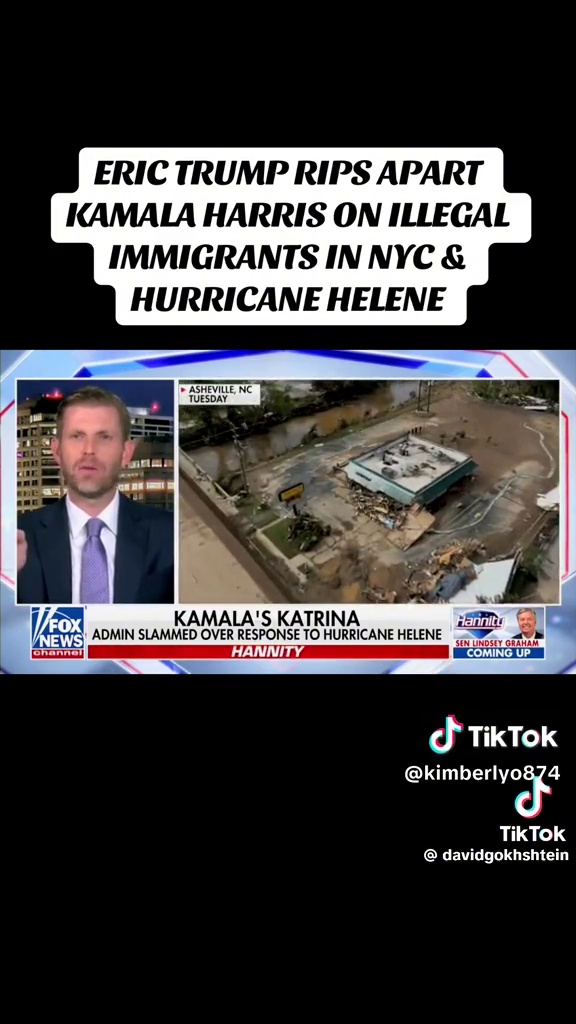 ERIC TRUMP RIPS APART
KAMALA HARRIS ON ILLEGAL
IMMIGRANTS IN NYC &
HURRICANE HELENE
ASHEVILLE, NC
TUESDAY
KAMALA'S KATRINA
ADMIN SLAMMED OVER RESPONSE TO HURRICANE HELENE
HANNITY
FOX
NEWS
channel
Hannity
SEN LINDSEY GRAHAM
COMING UP
TikTok
@kimberlyo874
TikTok
@ davidgokhshtein